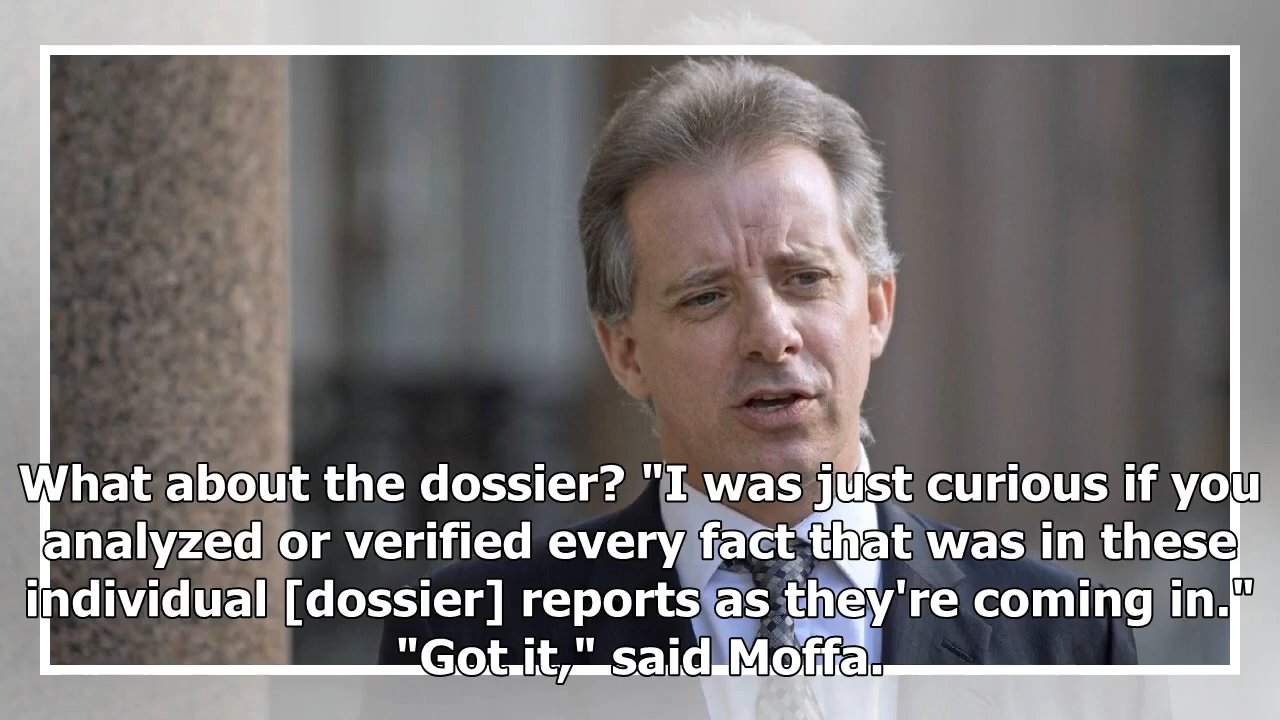 What about the dossier? "I was just curious if you
analyzed or verified every fact that was in these
individual [dossier] reports as they're coming in."
"Got it," said Moffa.